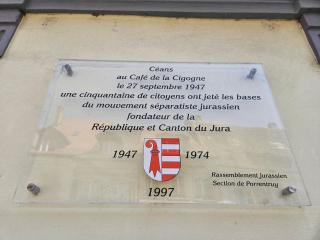 Céans
au Café de la Cigogne
le 27 septembre 1947
une cinquantaine de citoyens ont jeté les bases
du mouvement séparatiste jurassien
fondateur de la
République et Canton du Jura
1947 1974
1997
Rassemblement jurassien
Section de Porrentruy